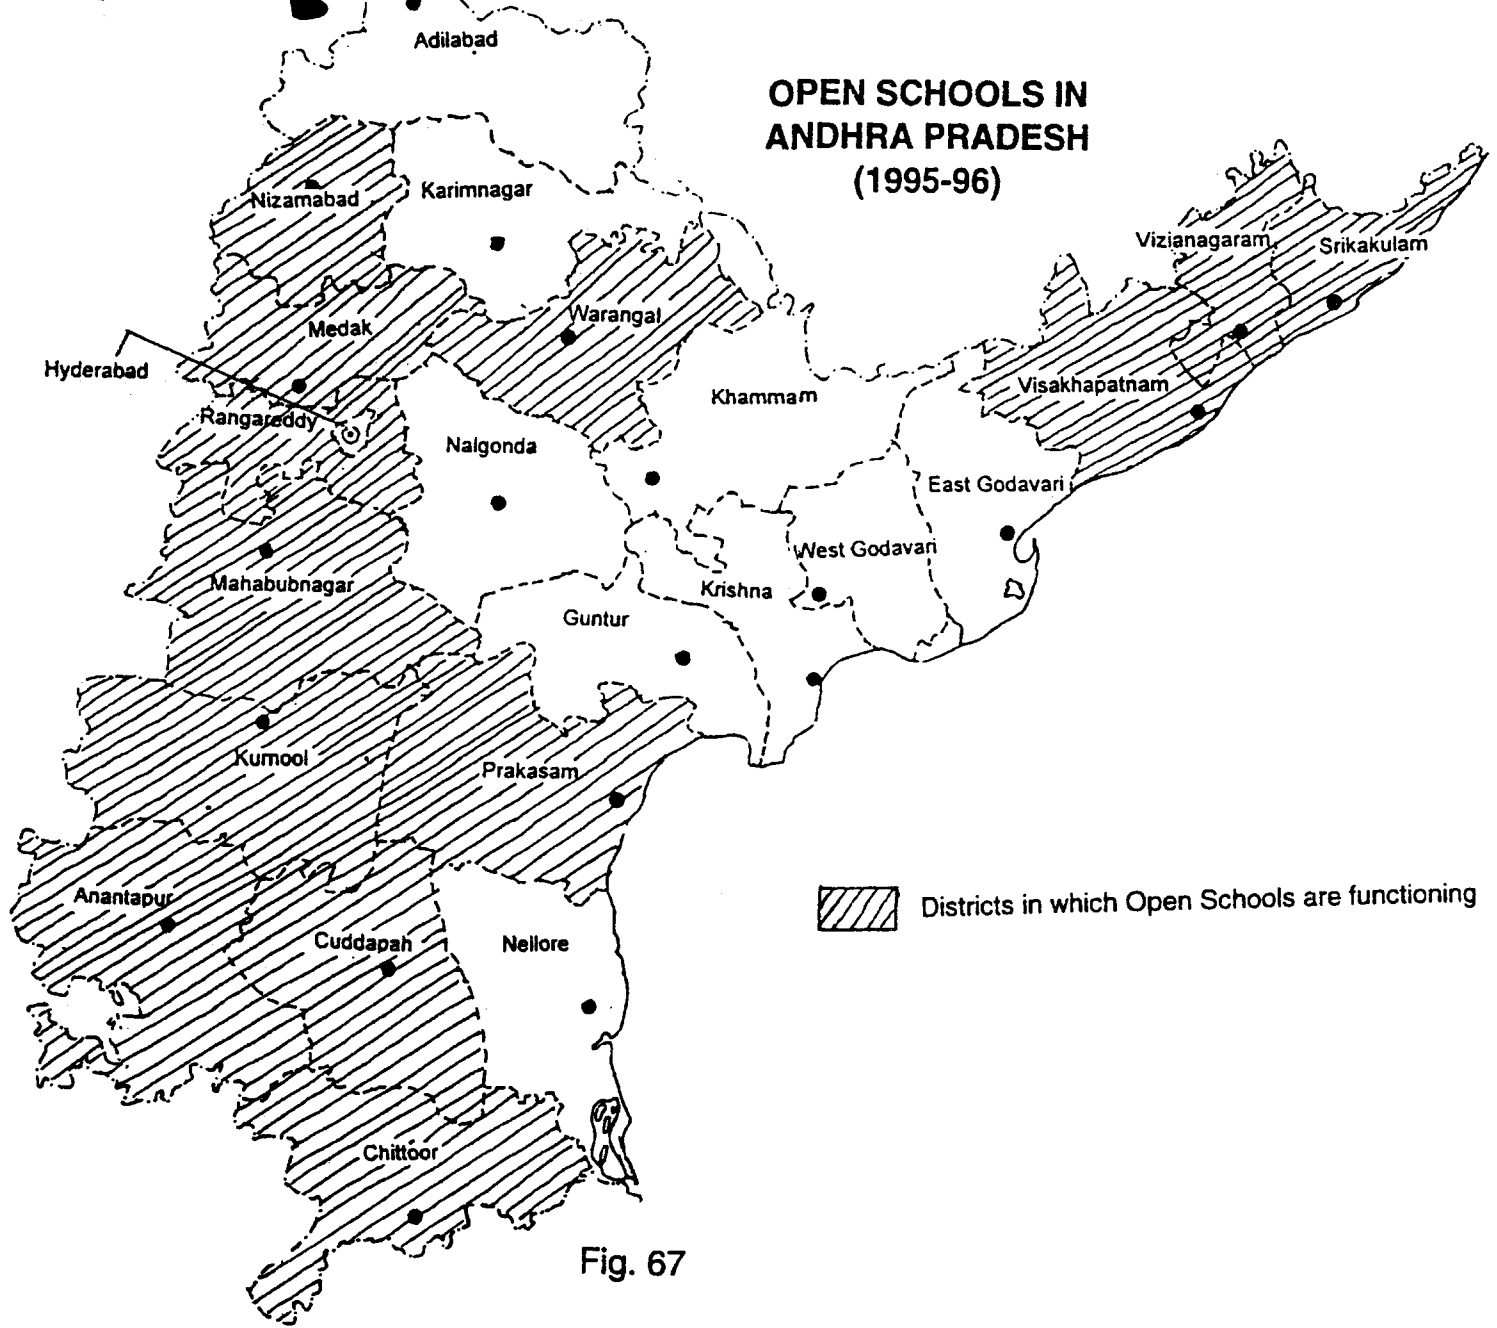 Adilabad
OPEN SCHOOLS IN
ANDHRA PRADESH
(1995-96)
Nizamabad
Karimnagar
Vizianagaram
Srikakulam
Medak
Warangal
Hyderabad
Visakhapatnam
Khammam
Rangareddy
Nalgonda
East Godavari
West Godavari
Mahabubnagar
Krishna
Guntur
Kurnool
Prakasam
Anantapur
Districts in which Open Schools are functioning
Cuddapah
Nellore
Chittoor
Fig. 67